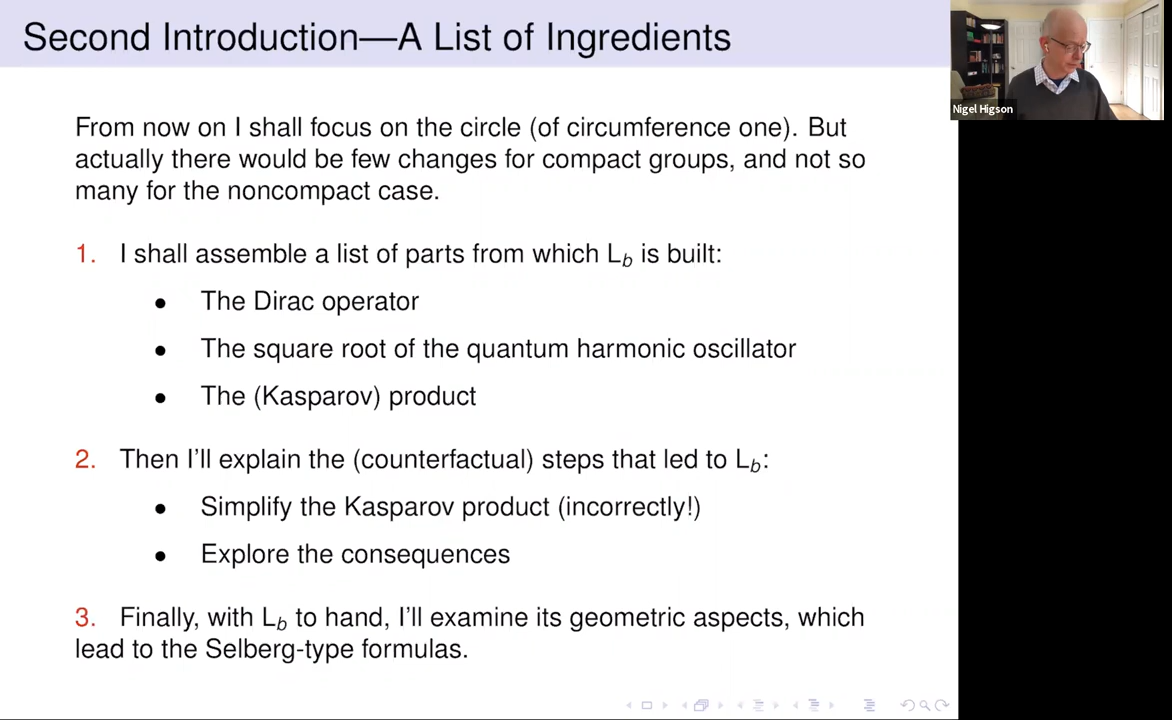 Second Introduction—A List of Ingredients
Nigel Higson
From now on I shall focus on the circle (of circumference one). But
actually there would be few changes for compact groups, and not so
many for the noncompact case.
1. I shall assemble a list of parts from which L_b is built:
• The Dirac operator
• The square root of the quantum harmonic oscillator
• The (Kasparov) product
2. Then I'll explain the (counterfactual) steps that led to L_b:
• Simplify the Kasparov product (incorrectly!)
• Explore the consequences
3. Finally, with L_b to hand, I'll examine its geometric aspects, which
lead to the Selberg-type formulas.